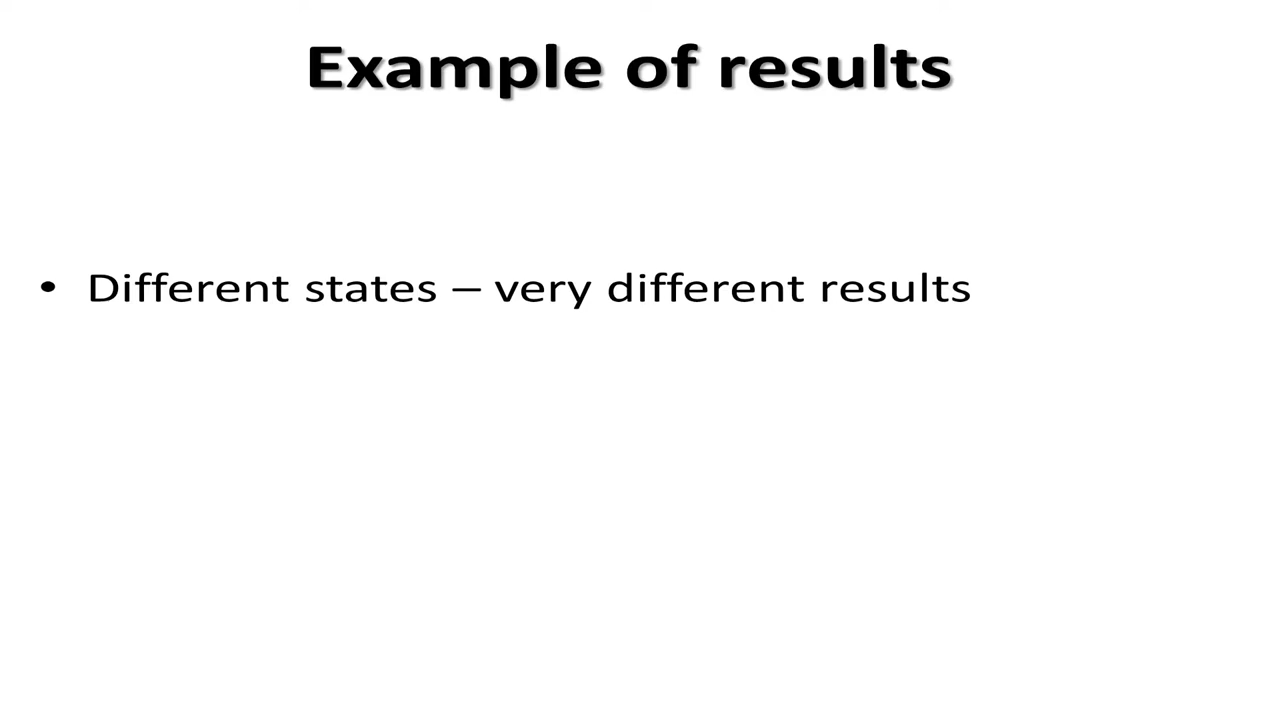 Example of results
• Different states – very different results